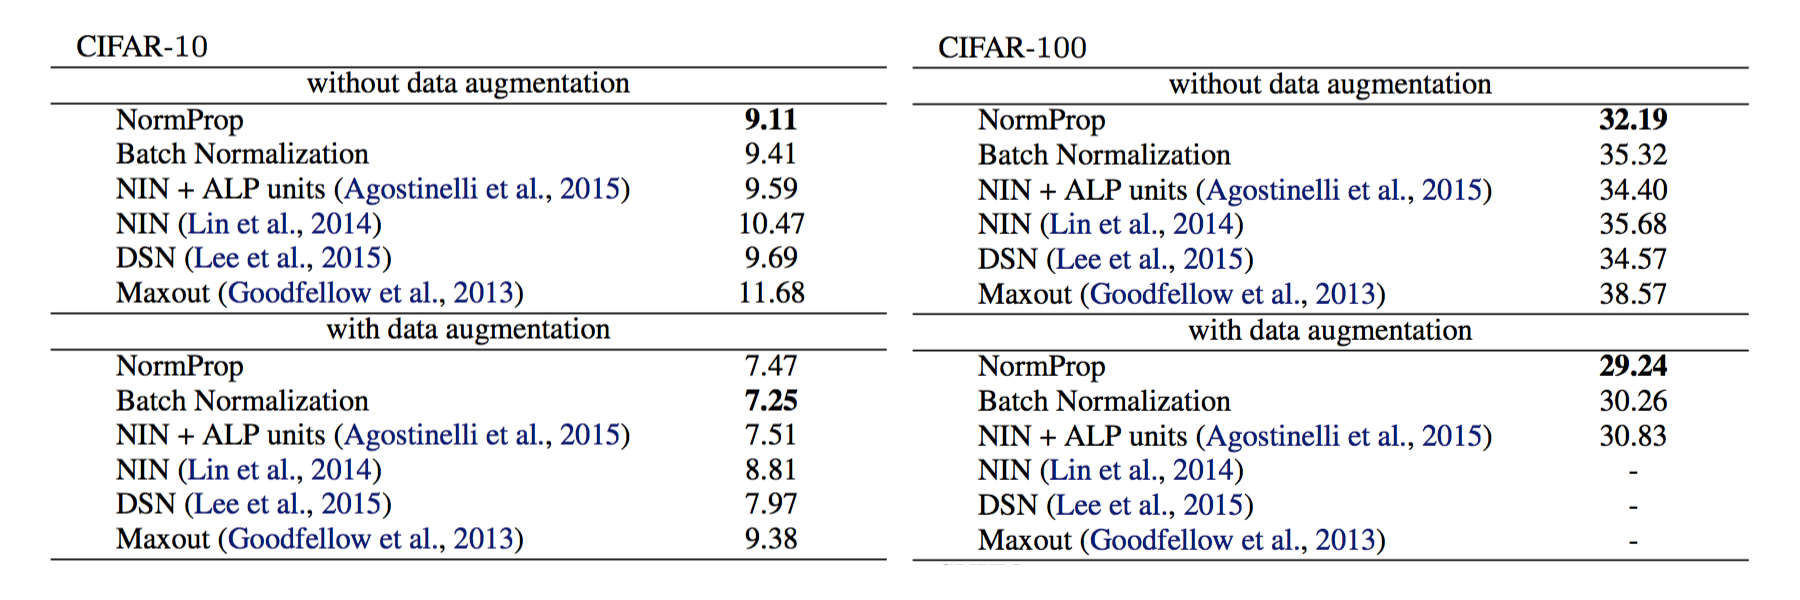 CIFAR-10
without data augmentation
NormProp 9.11
Batch Normalization 9.41
NIN + ALP units (Agostinelli et al., 2015) 9.59
NIN (Lin et al., 2014) 10.47
DSN (Lee et al., 2015) 9.69
Maxout (Goodfellow et al., 2013) 11.68
with data augmentation
NormProp 7.47
Batch Normalization 7.25
NIN + ALP units (Agostinelli et al., 2015) 7.51
NIN (Lin et al., 2014) 8.81
DSN (Lee et al., 2015) 7.97
Maxout (Goodfellow et al., 2013) 9.38
CIFAR-100
without data augmentation
NormProp 32.19
Batch Normalization 35.32
NIN + ALP units (Agostinelli et al., 2015) 34.40
NIN (Lin et al., 2014) 35.68
DSN (Lee et al., 2015) 34.57
Maxout (Goodfellow et al., 2013) 38.57
with data augmentation
NormProp 29.24
Batch Normalization 30.26
NIN + ALP units (Agostinelli et al., 2015) 30.83
NIN (Lin et al., 2014) -
DSN (Lee et al., 2015) -
Maxout (Goodfellow et al., 2013) -